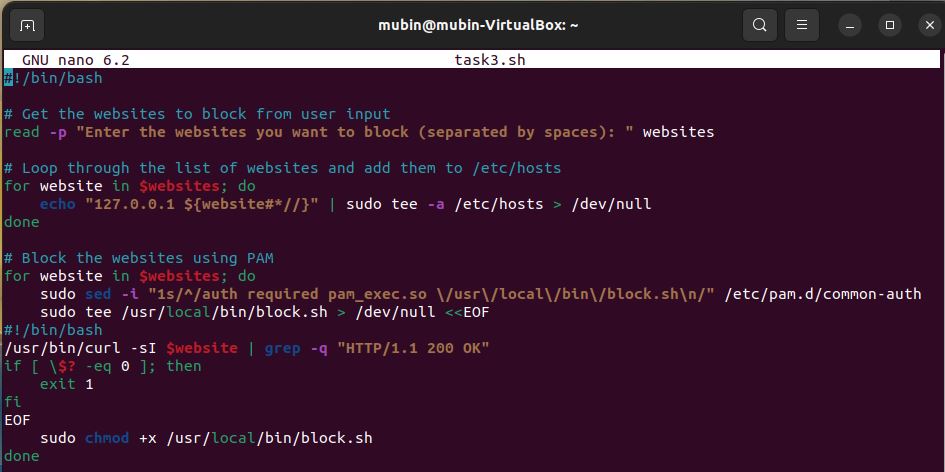 mubin@mubin-VirtualBox: ~
GNU nano 6.2 task3.sh
#!/bin/bash
# Get the websites to block from user input
read -p "Enter the websites you want to block (separated by spaces): " websites
# Loop through the list of websites and add them to /etc/hosts
for website in $websites; do
    echo "127.0.0.1 ${website#*//}" | sudo tee -a /etc/hosts > /dev/null
done
# Block the websites using PAM
for website in $websites; do
    sudo sed -i "1s/^/auth required pam_exec.so \/usr\/local\/bin\/block.sh\n/" /etc/pam.d/common-auth
    sudo tee /usr/local/bin/block.sh > /dev/null <<EOF
#!/bin/bash
/usr/bin/curl -sI $website | grep -q "HTTP/1.1 200 OK"
if [ \$? -eq 0 ]; then
    exit 1
fi
EOF
    sudo chmod +x /usr/local/bin/block.sh
done